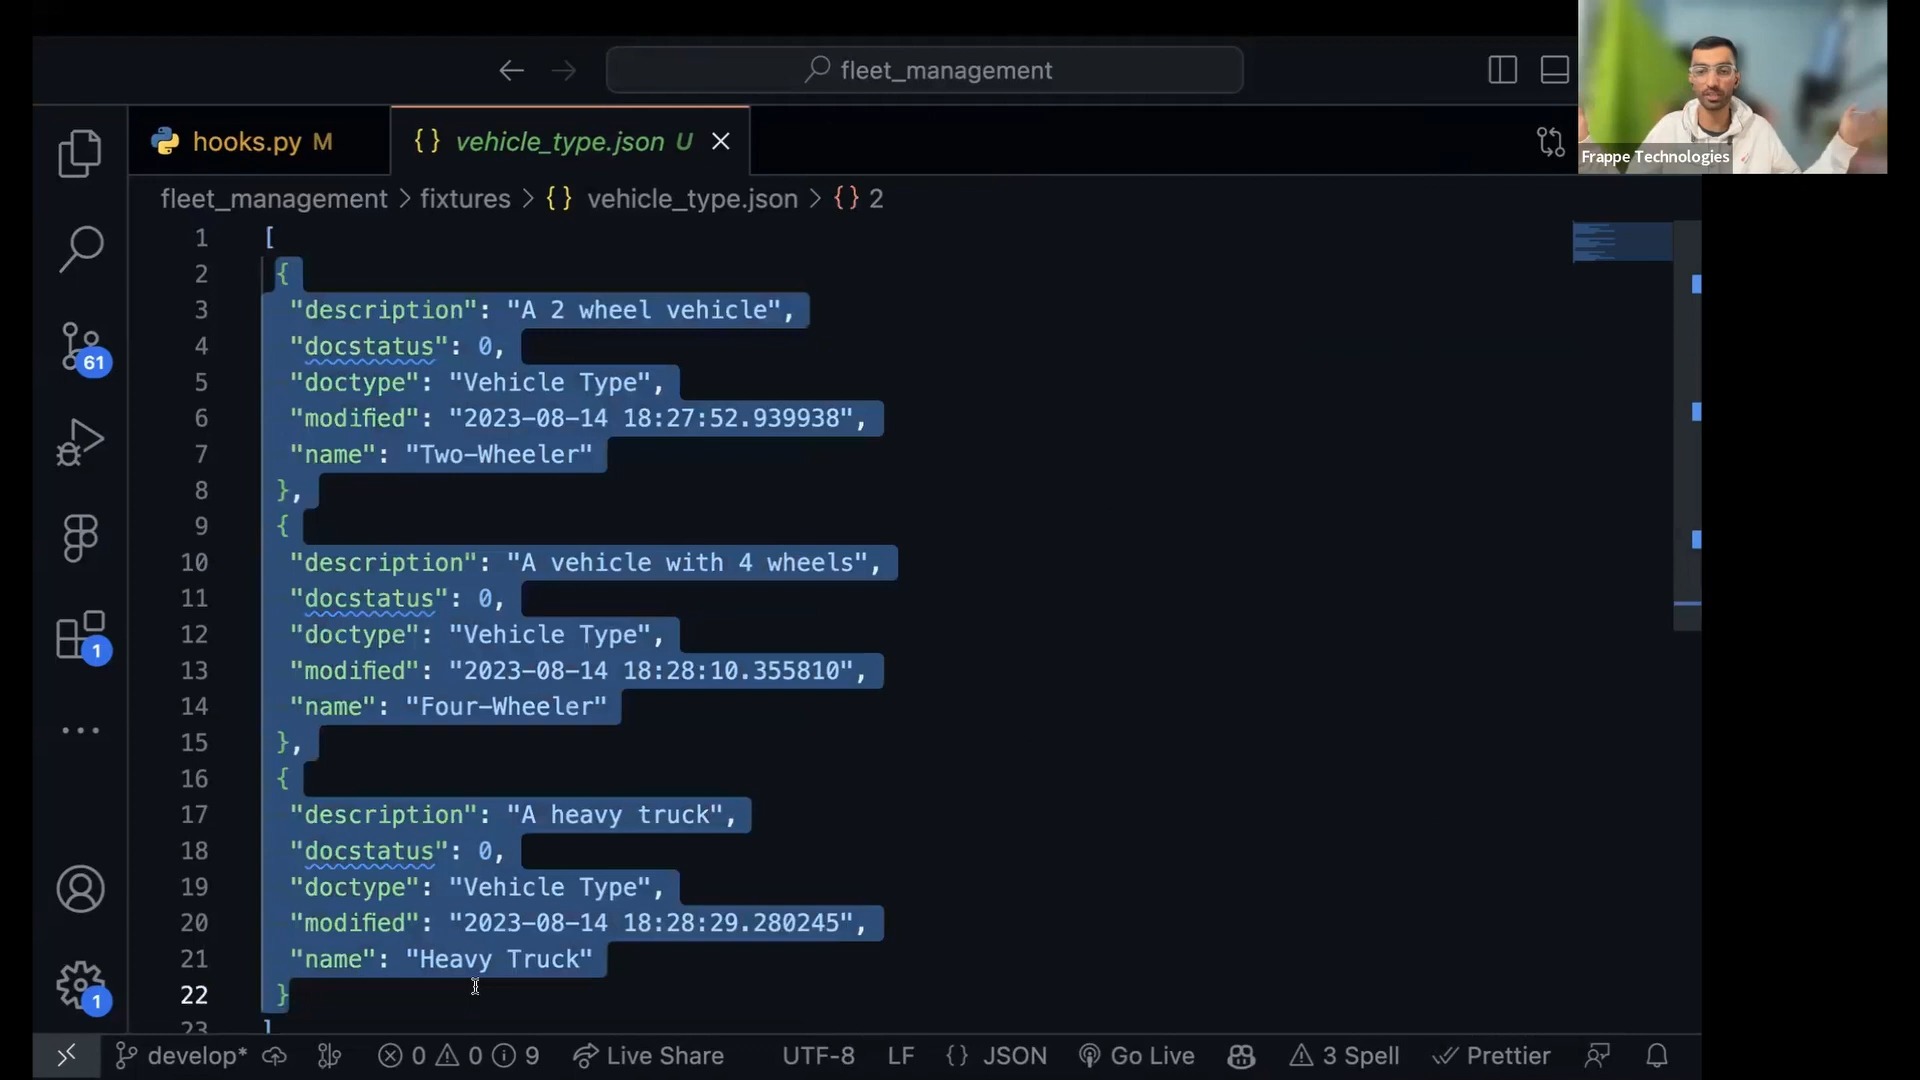 fleet_management
hooks.py M
{} vehicle_type.json U
Frappe Technologies
fleet_management > fixtures > {} vehicle_type.json > {} 2
1 [
2 {
3 "description": "A 2 wheel vehicle",
4 "docstatus": 0,
5 "doctype": "Vehicle Type",
6 "modified": "2023-08-14 18:27:52.939938",
7 "name": "Two-Wheeler"
8 },
9 {
10 "description": "A vehicle with 4 wheels",
11 "docstatus": 0,
12 "doctype": "Vehicle Type",
13 "modified": "2023-08-14 18:28:10.355810",
14 "name": "Four-Wheeler"
15 },
16 {
17 "description": "A heavy truck",
18 "docstatus": 0,
19 "doctype": "Vehicle Type",
20 "modified": "2023-08-14 18:28:29.280245",
21 "name": "Heavy Truck"
22 }
23 ]
61
1
1
develop* 0 0 9 Live Share UTF-8 LF {} JSON Go Live 3 Spell Prettier